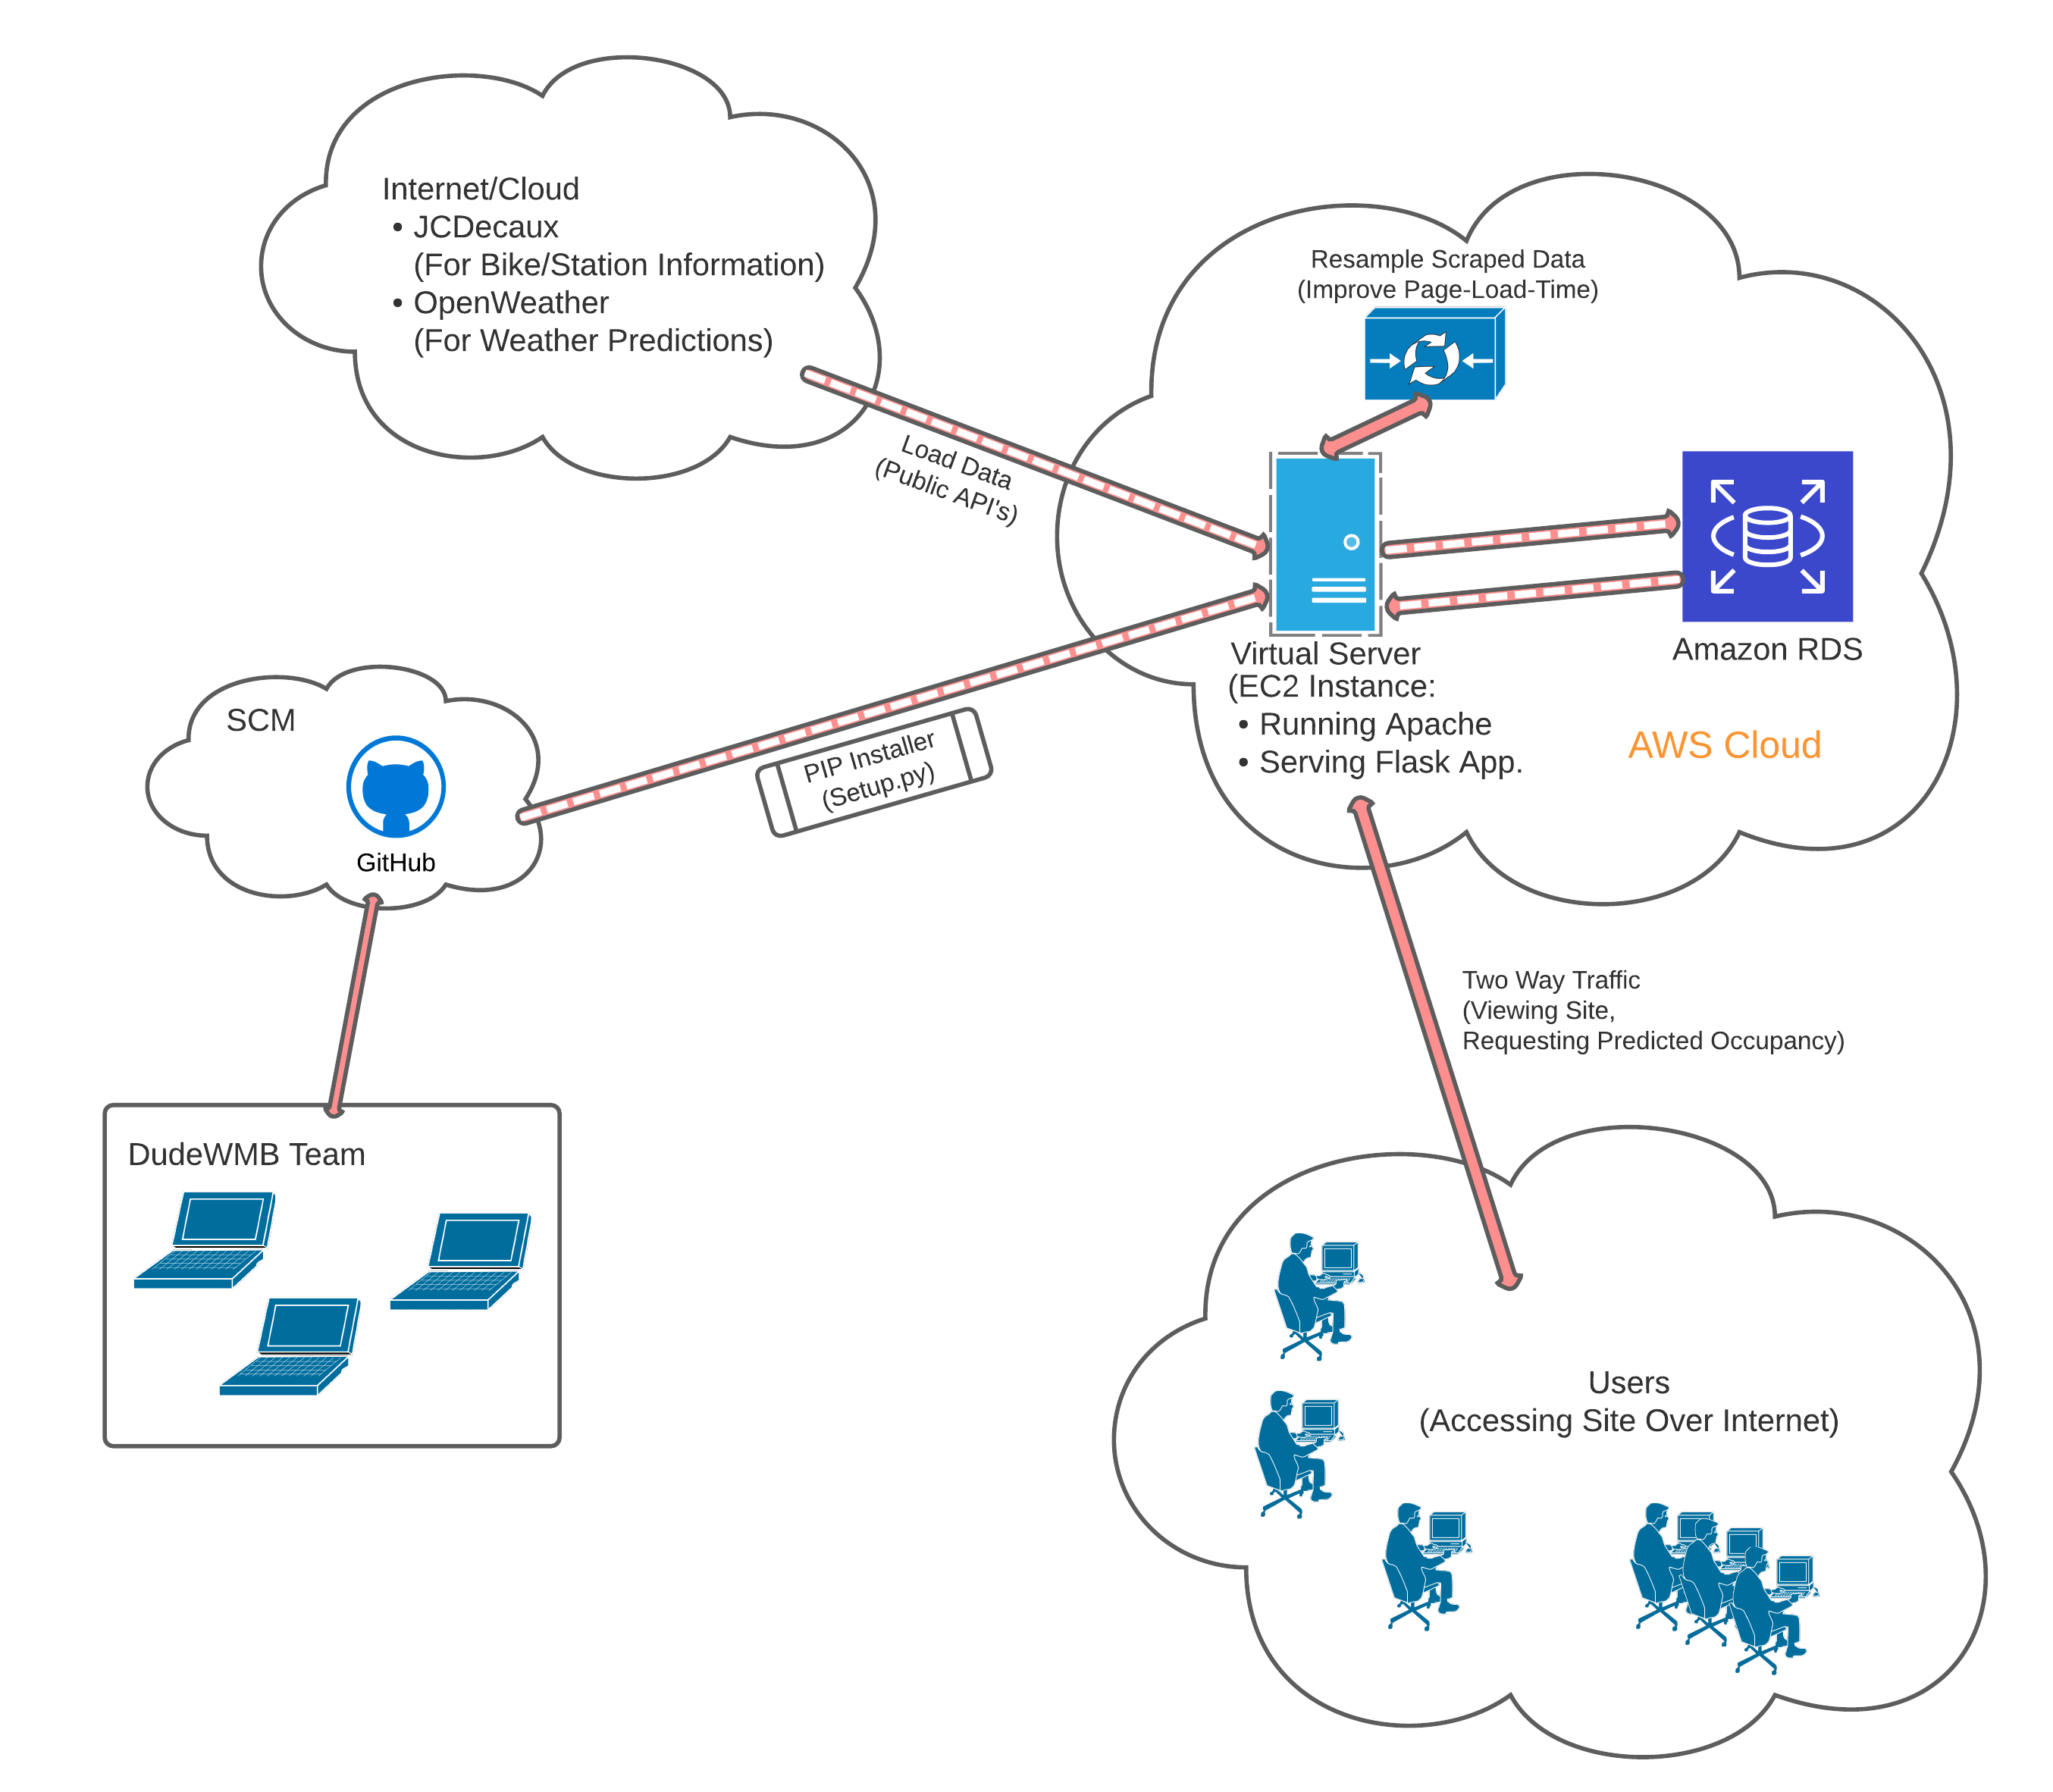 Internet/Cloud
• JCDecaux
(For Bike/Station Information)
• OpenWeather
(For Weather Predictions)
Load Data
(Public API's)
Resample Scraped Data
(Improve Page-Load-Time)
Amazon RDS
Virtual Server
(EC2 Instance:
• Running Apache
• Serving Flask App.
AWS Cloud
SCM
GitHub
PIP Installer
(Setup.py)
Two Way Traffic
(Viewing Site,
Requesting Predicted Occupancy)
DudeWMB Team
Users
(Accessing Site Over Internet)